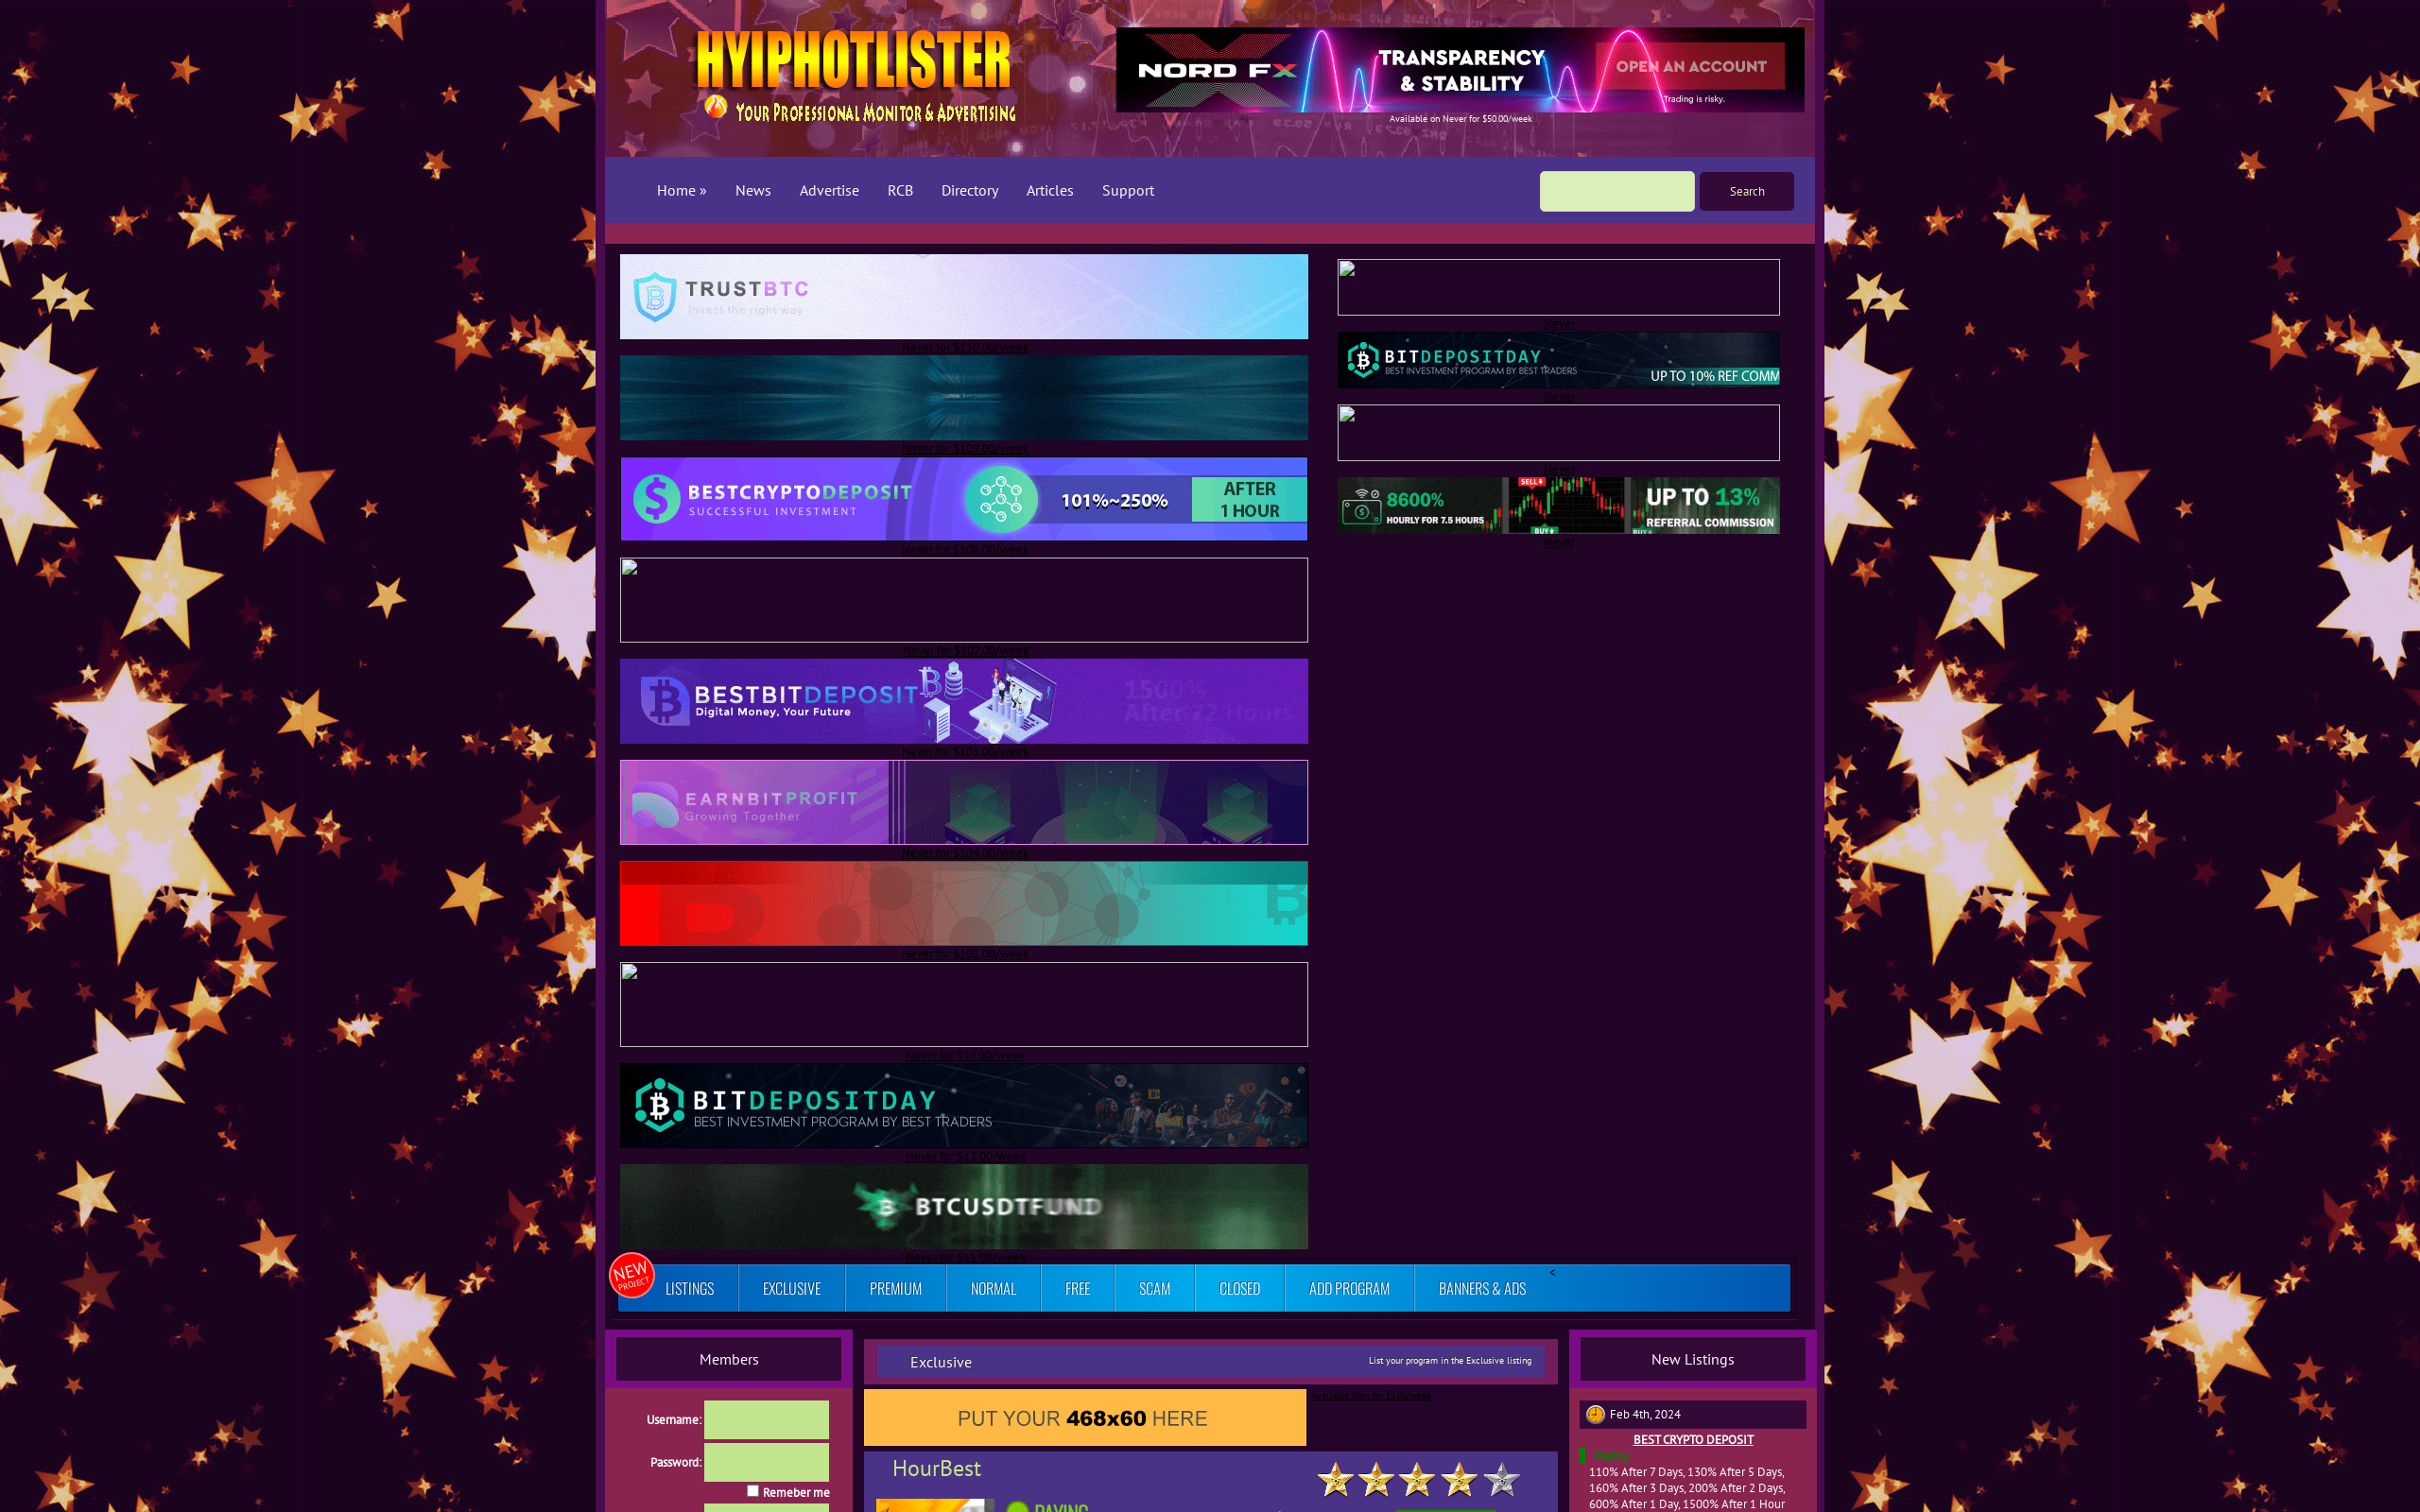 HYIPHOTLISTER
YOUR PROFESSIONAL MONITOR & ADVERTISING
NORD FX
TRANSPARENCY
& STABILITY
OPEN AN ACCOUNT
Trading is risky.
Available on Never for $50.00/week
Home »
News
Advertise
RCB
Directory
Articles
Support
Search
TRUSTBTC
Invest the right way
Never for $110.00/week
Never for $109.00/week
BESTCRYPTODEPOSIT
SUCCESSFUL INVESTMENT
101%~250%
AFTER
1 HOUR
Never for $108.00/week
Never for $107.00/week
BESTBITDEPOSIT
Digital Money, Your Future
1500%
After 72 Hours
Never for $105.00/week
EARNBITPROFIT
Growing Together
Never for $104.00/week
Never for $101.00/week
Never for $17.00/week
BITDEPOSITDAY
BEST INVESTMENT PROGRAM BY BEST TRADERS
Never for $12.00/week
BTCUSDTFUND
Never for $11.00/week
Never
BITDEPOSITDAY
BEST INVESTMENT PROGRAM BY BEST TRADERS
UP TO 10% REF COMM
Never
Never
8600%
HOURLY FOR 7.5 HOURS
SELL
BUY
BUY
UP TO 13%
REFERRAL COMMISSION
Never
NEW
PROJECT
LISTINGS
EXCLUSIVE
PREMIUM
NORMAL
FREE
SCAM
CLOSED
ADD PROGRAM
BANNERS & ADS
<
Members
Username:
Password:
Remeber me
Exclusive
List your program in the Exclusive listing
PUT YOUR 468x60 HERE
Available Now for $5.00/week
HourBest
PAYING
New Listings
Feb 4th, 2024
BEST CRYPTO DEPOSIT
Paying
110% After 7 Days, 130% After 5 Days,
160% After 3 Days, 200% After 2 Days,
600% After 1 Day, 1500% After 1 Hour